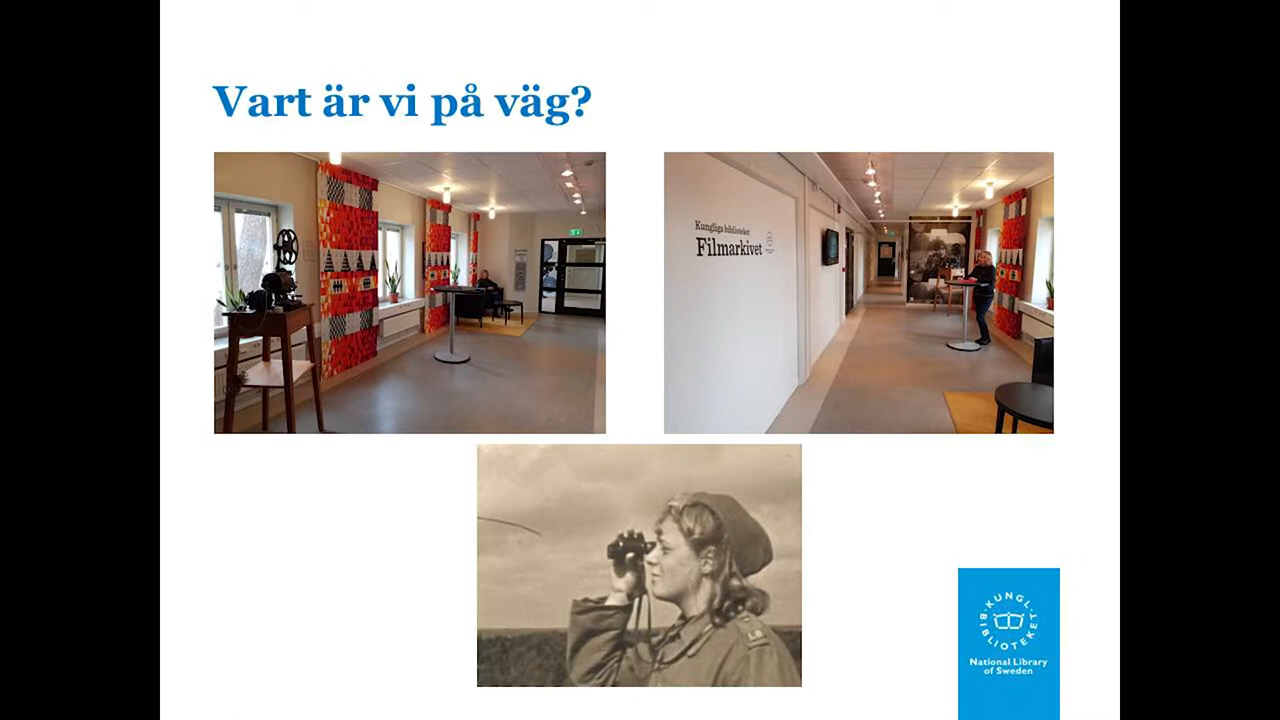 Vart är vi på väg?
Kungliga biblioteket
Filmarkivet
KUNGL.
BIBLIOTEKET
National Library
of Sweden